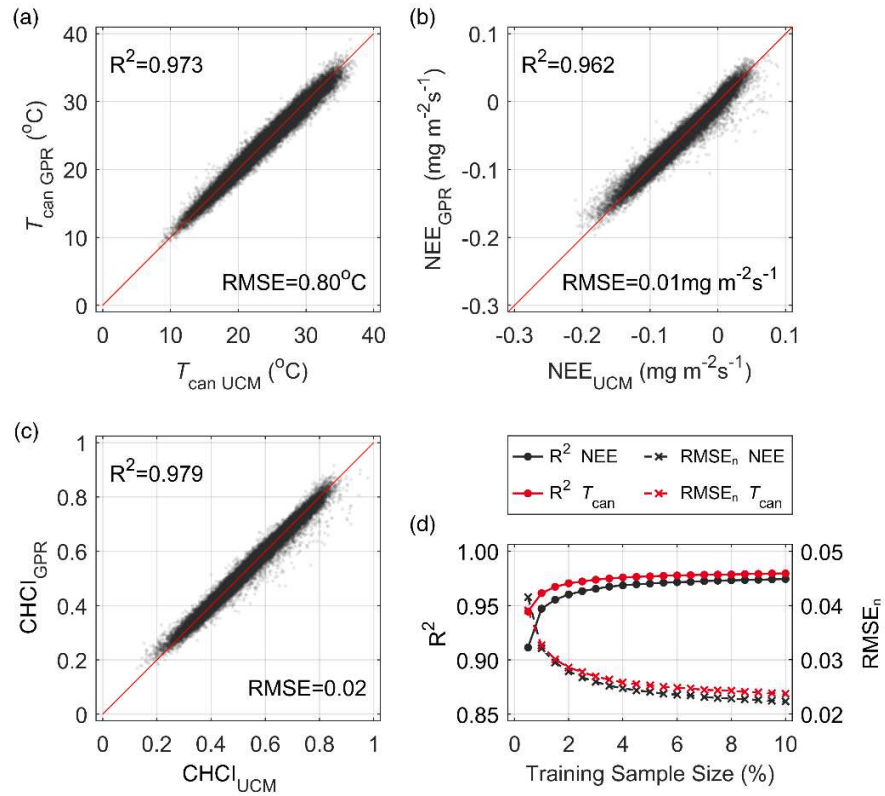 (a)
40
30
20
10
0
R²=0.973
RMSE=0.80°C
T_can GPR (°C)
0 10 20 30 40
T_can UCM (°C)
(b)
0.1
0
-0.1
-0.2
-0.3
R²=0.962
RMSE=0.01mg m⁻²s⁻¹
NEE_GPR (mg m⁻²s⁻¹)
-0.3 -0.2 -0.1 0 0.1
NEE_UCM (mg m⁻²s⁻¹)
(c)
1
0.8
0.6
0.4
0.2
0
R²=0.979
RMSE=0.02
CHCI_GPR
0 0.2 0.4 0.6 0.8 1
CHCI_UCM
R² NEE RMSE_n NEE
R² T_can RMSE_n T_can
(d)
1.00
0.95
0.90
0.85
R²
0.05
0.04
0.03
0.02
RMSE_n
0 2 4 6 8 10
Training Sample Size (%)